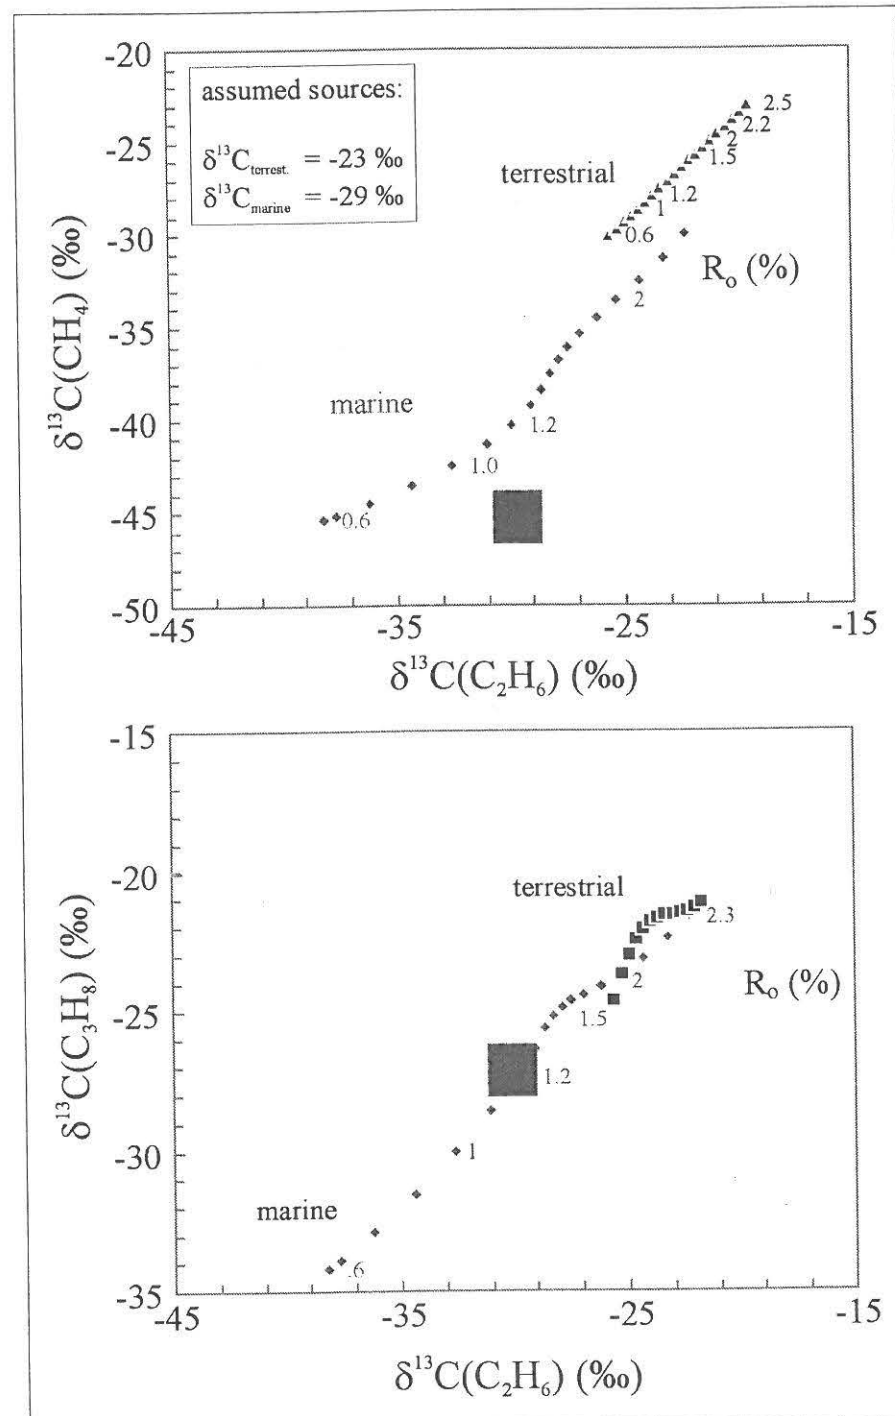 -20
-25
-30
-35
-40
-45
-50
δ¹³C(CH₄) (‰)
assumed sources:
δ¹³C_terrest. = -23 ‰
δ¹³C_marine = -29 ‰
terrestrial
2.5
2.2
2
1.5
1.2
1
0.6
Rₒ (%)
2
marine
1.2
1.0
0.6
-45 -35 -25 -15
δ¹³C(C₂H₆) (‰)
-15
-20
-25
-30
-35
δ¹³C(C₃H₈) (‰)
terrestrial
2.3
2
Rₒ (%)
1.5
1.2
1
marine
.6
-45 -35 -25 -15
δ¹³C(C₂H₆) (‰)